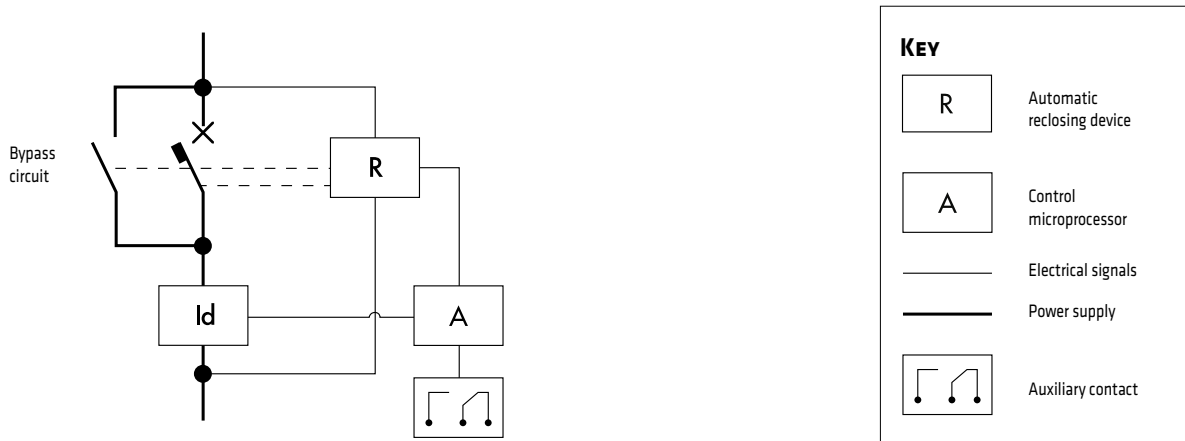 Bypass
circuit
R
Id
A
KEY
R
Automatic
reclosing device
A
Control
microprocessor
Electrical signals
Power supply
Auxiliary contact